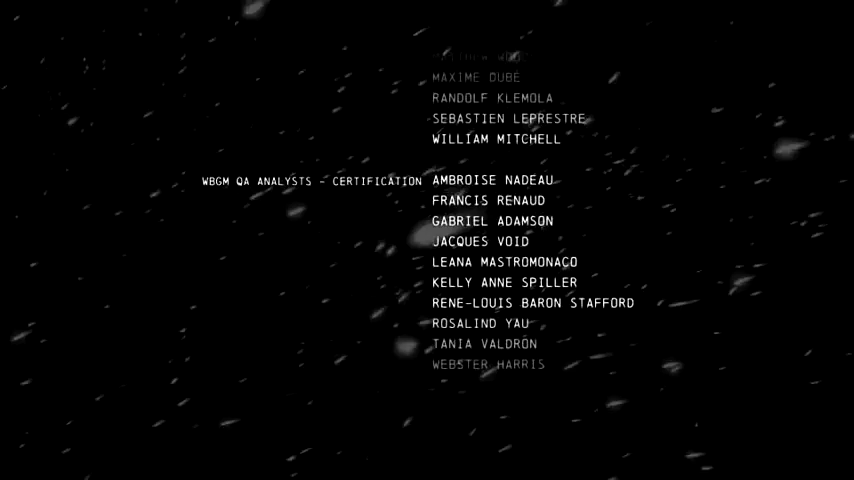 MAXIME DUBE
RANDOLF KLEMOLA
SEBASTIEN LEPRESTRE
WILLIAM MITCHELL
WBGM QA ANALYSTS - CERTIFICATION AMBROISE NADEAU
FRANCIS RENAUD
GABRIEL ADAMSON
JACQUES VOID
LEANA MASTROMONACO
KELLY ANNE SPILLER
RENE-LOUIS BARON STAFFORD
ROSALIND YAU
TANIA VALDRON
WEBSTER HARRIS